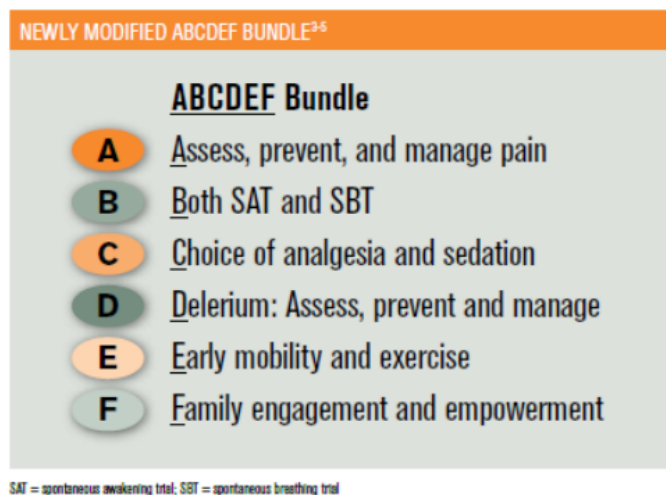 NEWLY MODIFIED ABCDEF BUNDLE³⁻⁵
ABCDEF Bundle
A Assess, prevent, and manage pain
B Both SAT and SBT
C Choice of analgesia and sedation
D Delerium: Assess, prevent and manage
E Early mobility and exercise
F Family engagement and empowerment
SAT = spontaneous awakening trial; SBT = spontaneous breathing trial